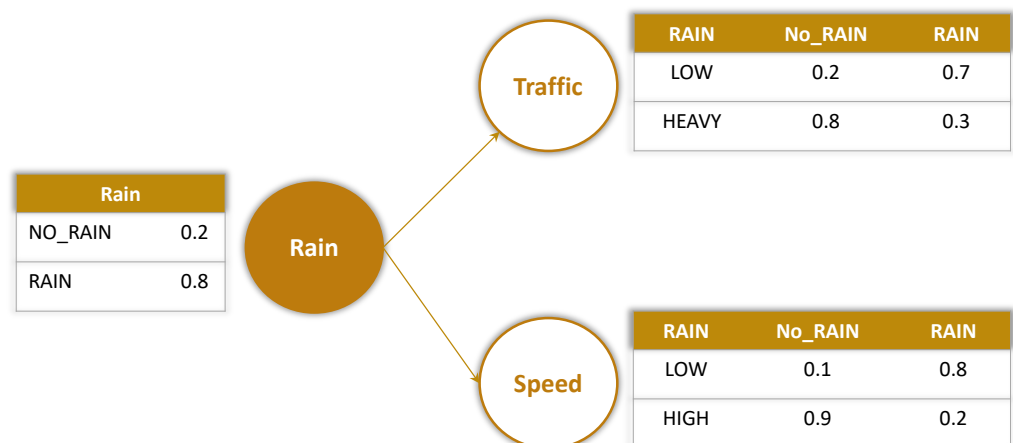 RAIN No_RAIN RAIN
LOW 0.2 0.7
HEAVY 0.8 0.3
Traffic
Rain
NO_RAIN 0.2
RAIN 0.8
Rain
RAIN No_RAIN RAIN
LOW 0.1 0.8
HIGH 0.9 0.2
Speed